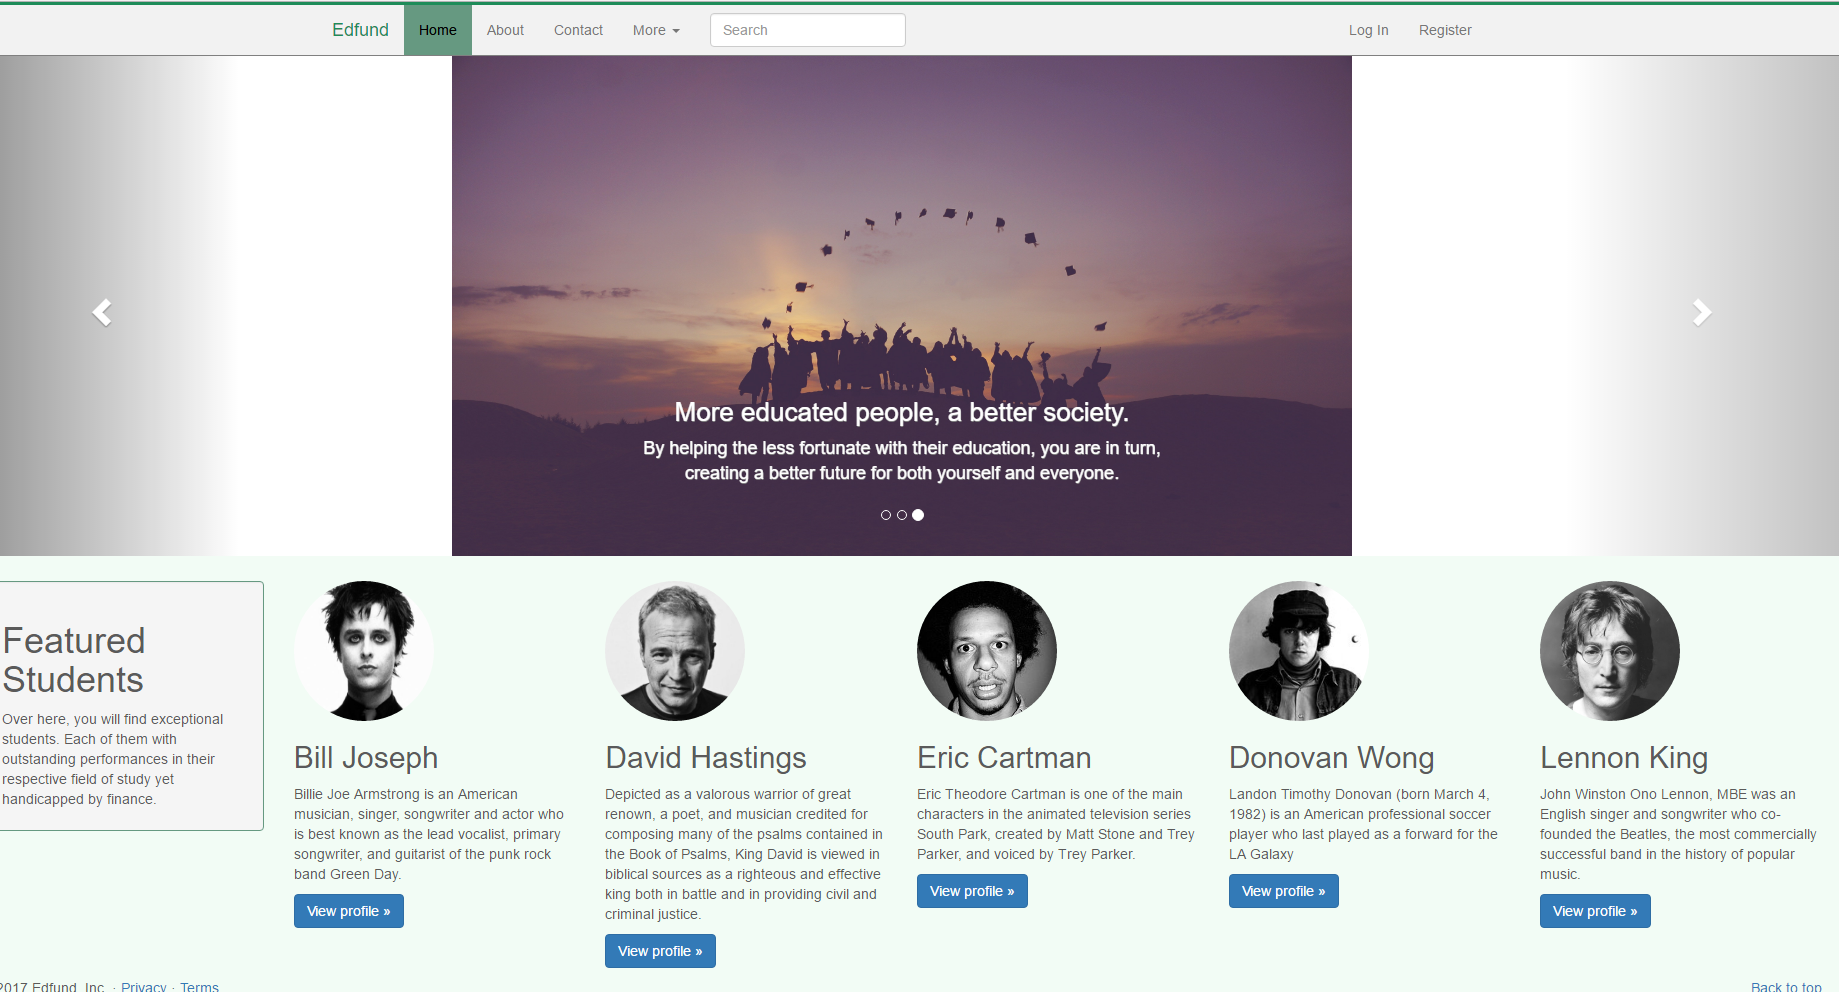 Edfund Home About Contact More Search Log In Register
More educated people, a better society.
By helping the less fortunate with their education, you are in turn,
creating a better future for both yourself and everyone.
Featured
Students
Over here, you will find exceptional
students. Each of them with
outstanding performances in their
respective field of study yet
handicapped by finance.
Bill Joseph
Billie Joe Armstrong is an American
musician, singer, songwriter and actor who
is best known as the lead vocalist, primary
songwriter, and guitarist of the punk rock
band Green Day.
View profile »
David Hastings
Depicted as a valorous warrior of great
renown, a poet, and musician credited for
composing many of the psalms contained in
the Book of Psalms, King David is viewed in
biblical sources as a righteous and effective
king both in battle and in providing civil and
criminal justice.
View profile »
Eric Cartman
Eric Theodore Cartman is one of the main
characters in the animated television series
South Park, created by Matt Stone and Trey
Parker, and voiced by Trey Parker.
View profile »
Donovan Wong
Landon Timothy Donovan (born March 4,
1982) is an American professional soccer
player who last played as a forward for the
LA Galaxy
View profile »
Lennon King
John Winston Ono Lennon, MBE was an
English singer and songwriter who co-
founded the Beatles, the most commercially
successful band in the history of popular
music.
View profile »
2017 Edfund, Inc. · Privacy · Terms
Back to top